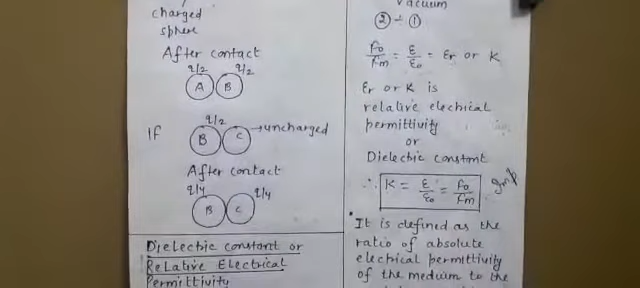 charged
sphere
After contact
q/2 q/2
A B
If
q/2
B C → uncharged
After contact
q/4 q/4
B C
Dielectric constant or
Relative Electrical
Permittivity
vacuum
② ÷ ①
F₀/Fm = ε/ε₀ = εr or K
εr or K is
relative electrical
permittivity
or
Dielectric constant
∴ K = ε/ε₀ = F₀/Fm imp
It is defined as the
ratio of absolute
electrical permittivity
of the medium to the